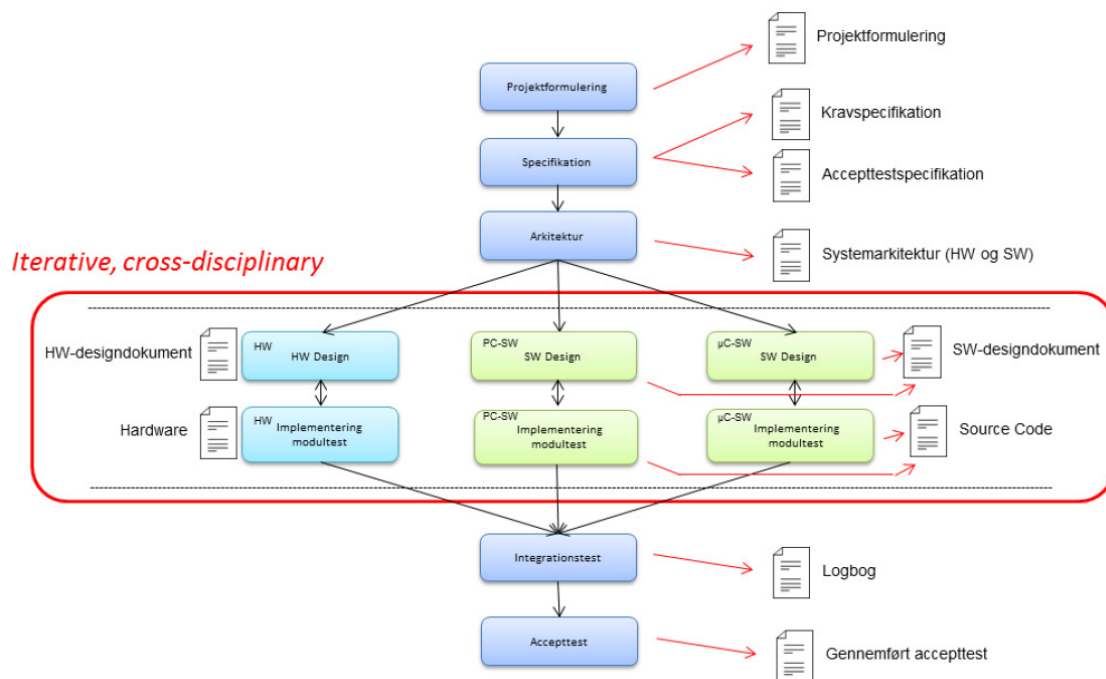 Projektformulering
Projektformulering
Kravspecifikation
Specifikation
Accepttestspecifikation
Arkitektur
Systemarkitektur (HW og SW)
Iterative, cross-disciplinary
HW-designdokument
HW
HW Design
PC-SW
SW Design
µC-SW
SW Design
SW-designdokument
Hardware
HW
Implementering
modultest
PC-SW
Implementering
modultest
µC-SW
Implementering
modultest
Source Code
Integrationstest
Logbog
Accepttest
Gennemført accepttest